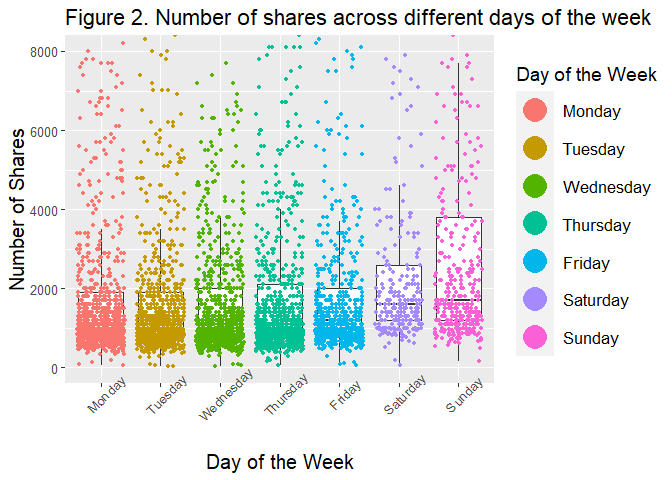 Figure 2. Number of shares across different days of the week
Number of Shares
8000
6000
4000
2000
0
Monday
Tuesday
Wednesday
Thursday
Friday
Saturday
Sunday
Day of the Week
Day of the Week
Monday
Tuesday
Wednesday
Thursday
Friday
Saturday
Sunday